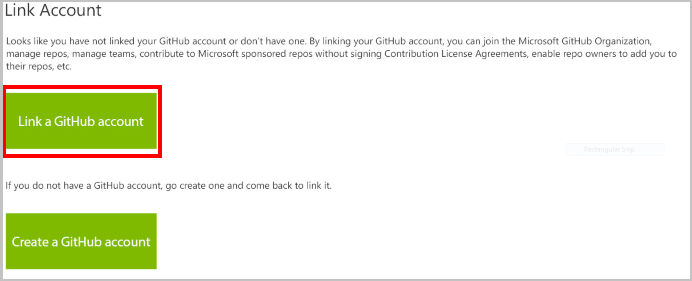 Link Account
Looks like you have not linked your GitHub account or don't have one. By linking your GitHub account, you can join the Microsoft GitHub Organization,
manage repos, manage teams, contribute to Microsoft sponsored repos without signing Contribution License Agreements, enable repo owners to add you to
their repos, etc.
Link a GitHub account
If you do not have a GitHub account, go create one and come back to link it.
Create a GitHub account